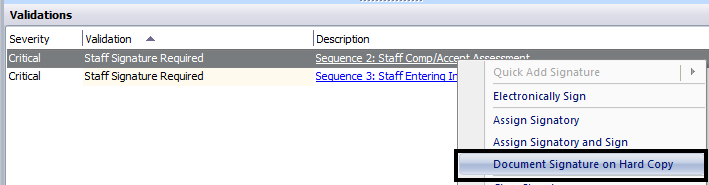 Validations
Severity Validation Description
Critical Staff Signature Required Sequence 2: Staff Comp/Accept Assessment
Critical Staff Signature Required Sequence 3: Staff Entering In
Quick Add Signature
Electronically Sign
Assign Signatory
Assign Signatory and Sign
Document Signature on Hard Copy